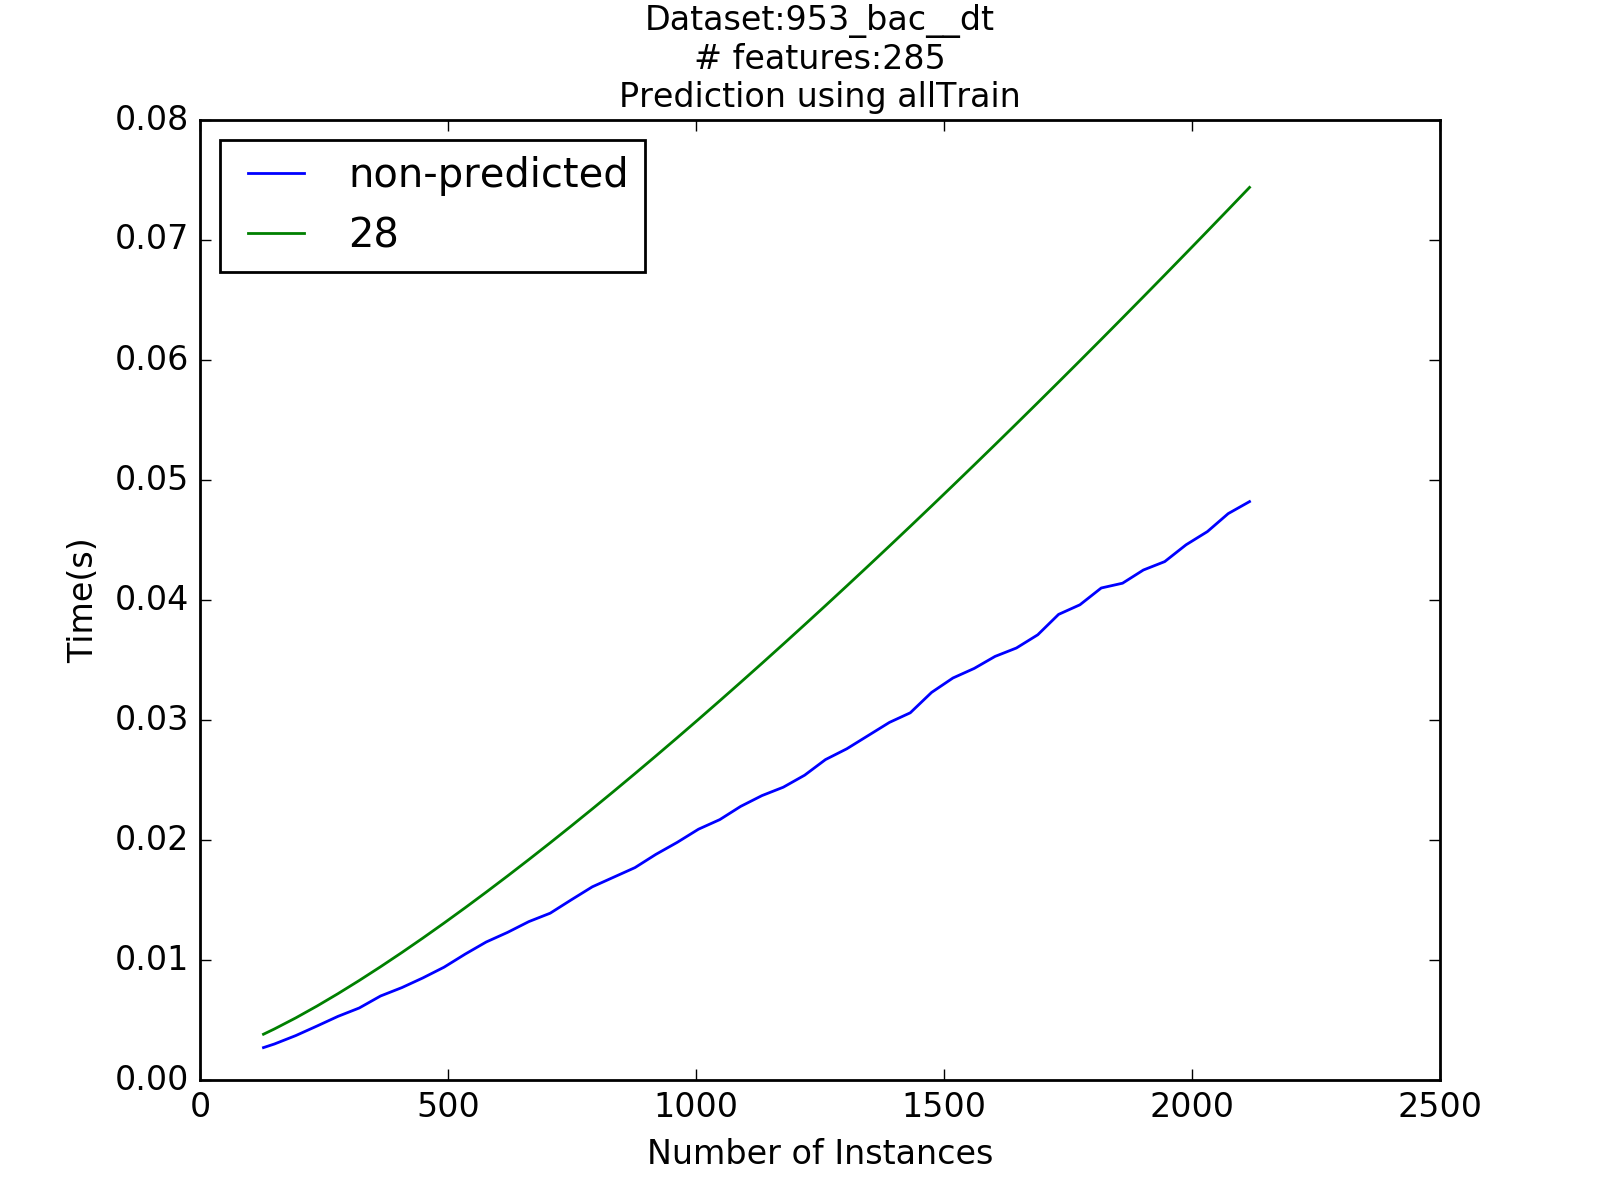 Dataset:953_bac__dt
# features:285
Prediction using allTrain
0.08
0.07
0.06
0.05
0.04
0.03
0.02
0.01
0.00
non-predicted
28
Time(s)
0 500 1000 1500 2000 2500
Number of Instances